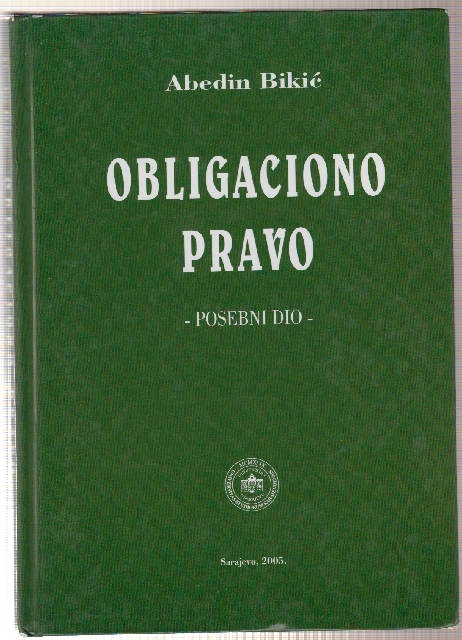 Abedin Bikić
OBLIGACIONO
PRAVO
- POSEBNI DIO -
Sarajevo, 2005.